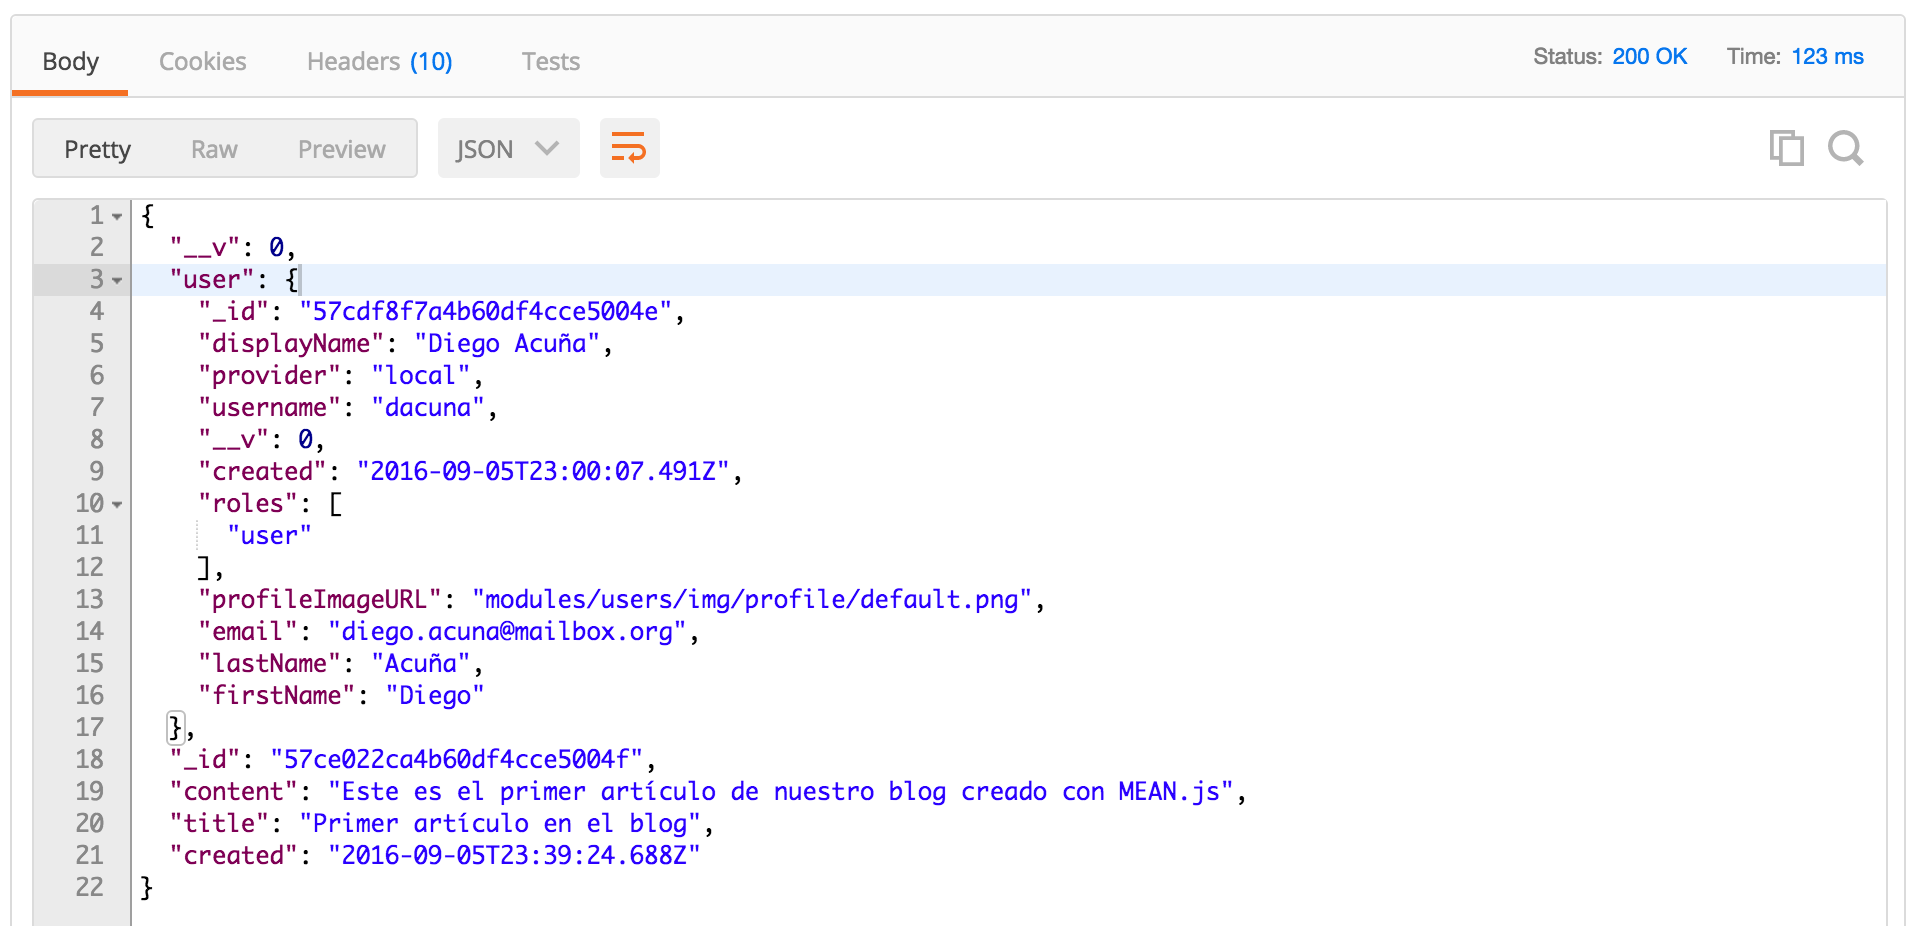 Body Cookies Headers (10) Tests Status: 200 OK Time: 123 ms
Pretty Raw Preview JSON
1 {
2   "__v": 0,
3   "user": {
4     "_id": "57cdf8f7a4b60df4cce5004e",
5     "displayName": "Diego Acuña",
6     "provider": "local",
7     "username": "dacuna",
8     "__v": 0,
9     "created": "2016-09-05T23:00:07.491Z",
10     "roles": [
11       "user"
12     ],
13     "profileImageURL": "modules/users/img/profile/default.png",
14     "email": "diego.acuna@mailbox.org",
15     "lastName": "Acuña",
16     "firstName": "Diego"
17   },
18   "_id": "57ce022ca4b60df4cce5004f",
19   "content": "Este es el primer artículo de nuestro blog creado con MEAN.js",
20   "title": "Primer artículo en el blog",
21   "created": "2016-09-05T23:39:24.688Z"
22 }